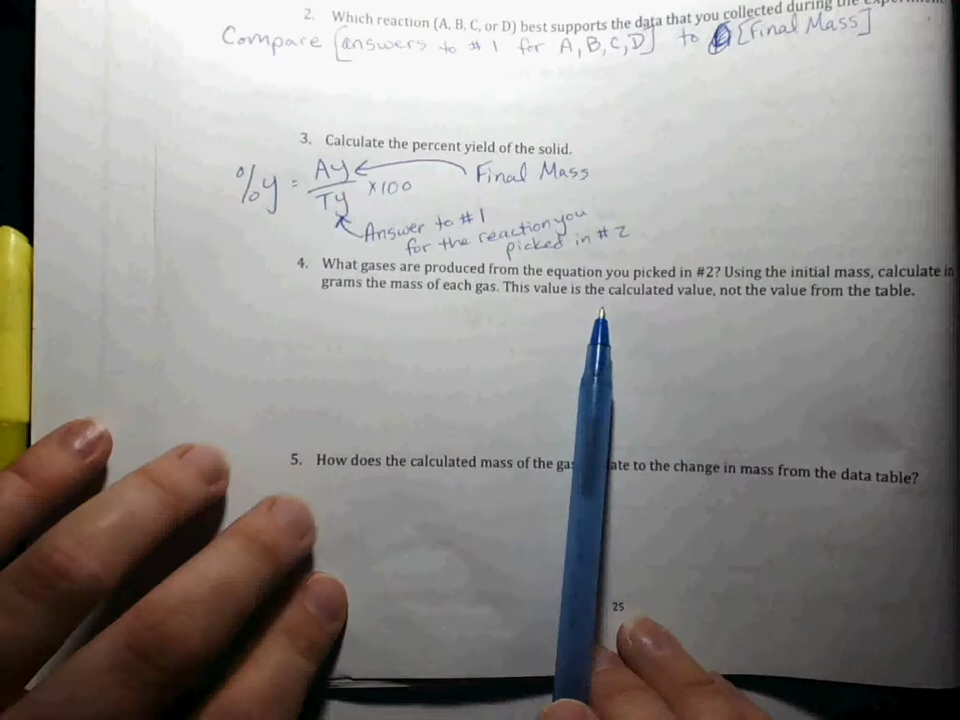 2. Which reaction (A, B, C, or D) best supports the data that you collected during the
Compare [answers to #1 for A, B, C, D] to [Final Mass]
3. Calculate the percent yield of the solid.
%y = AY/TY x100 Final Mass
Answer to #1
for the reaction you
picked in #2
4. What gases are produced from the equation you picked in #2? Using the initial mass, calculate in
grams the mass of each gas. This value is the calculated value, not the value from the table.
5. How does the calculated mass of the ga ate to the change in mass from the data table?
25